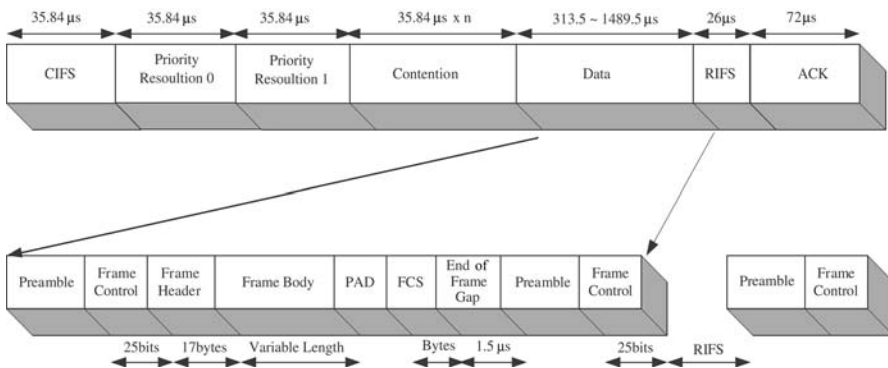 35.84 µs 35.84 µs 35.84 µs 35.84 µs x n 313.5 ~ 1489.5 µs 26µs 72µs
CIFS
Priority
Resoultion 0
Priority
Resoultion 1
Contention
Data
RIFS
ACK
Preamble
Frame
Control
Frame
Header
Frame Body
PAD
FCS
End of
Frame
Gap
Preamble
Frame
Control
Preamble
Frame
Control
25bits 17bytes Variable Length Bytes 1.5 µs 25bits RIFS